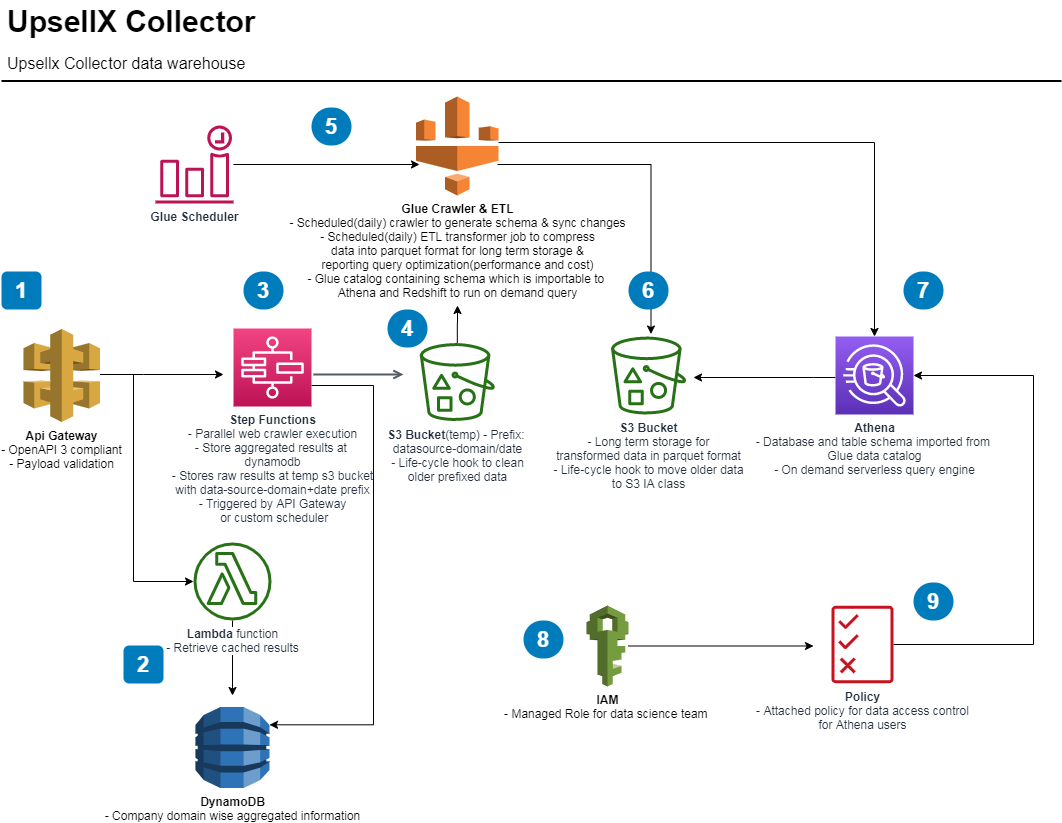 UpsellX Collector
Upsellx Collector data warehouse
5
Glue Scheduler
Glue Crawler & ETL
- Scheduled(daily) crawler to generate schema & sync changes
- Scheduled(daily) ETL transformer job to compress
data into parquet format for long term storage &
reporting query optimization(performance and cost)
- Glue catalog containing schema which is importable to
Athena and Redshift to run on demand query
1
Api Gateway
- OpenAPI 3 compliant
- Payload validation
3
Step Functions
- Parallel web crawler execution
- Store aggregated results at
dynamodb
- Stores raw results at temp s3 bucket
with data-source-domain+date prefix
- Triggered by API Gateway
or custom scheduler
4
S3 Bucket(temp) - Prefix:
datasource-domain/date
- Life-cycle hook to clean
older prefixed data
6
S3 Bucket
- Long term storage for
transformed data in parquet format
- Life-cycle hook to move older data
to S3 IA class
7
Athena
- Database and table schema imported from
Glue data catalog
- On demand serverless query engine
Lambda function
- Retrieve cached results
2
DynamoDB
- Company domain wise aggregated information
8
IAM
- Managed Role for data science team
9
Policy
- Attached policy for data access control
for Athena users